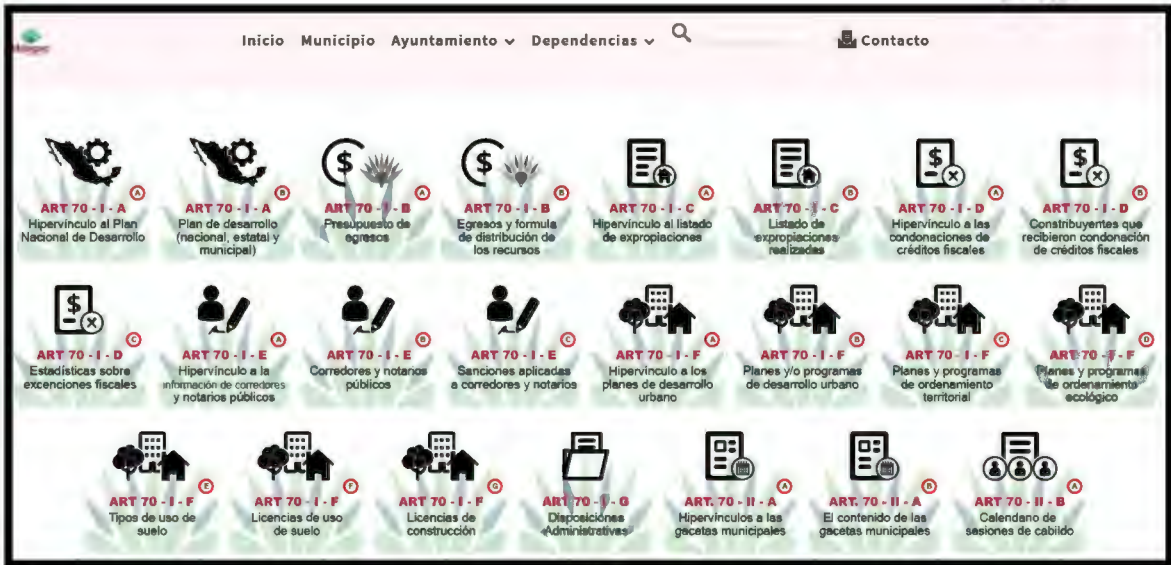 Inicio Municipio Ayuntamiento Dependencias Contacto
A B A B A B A B
ART 70 - I - A ART 70 - I - A ART 70 - I - B ART 70 - I - B ART 70 - I - C ART 70 - I - C ART 70 - I - D ART 70 - I - D
Hipervínculo al Plan Plan de desarrollo Presupuesto de Egresos y formula Hipervínculo al listado Listado de Hipervínculo a las Constribuyentes que
Nacional de Desarrollo (nacional, estatal y egresos de distribución de de expropiaciones expropiaciones condonaciones de recibieron condonación
municipal) los recursos realizadas créditos fiscales de créditos fiscales
C A B C A B C D
ART 70 - I - D ART 70 - I - E ART 70 - I - E ART 70 - I - E ART 70 - I - F ART 70 - I - F ART 70 - I - F ART 70 - I - F
Estadísticas sobre Hipervínculo a la Corredores y notarios Sanciones aplicadas Hipervínculo a los Planes y/o programas Planes y programas Planes y programas
excenciones fiscales información de corredores públicos a corredores y notarios planes de desarrollo de desarrollo urbano de ordenamiento de ordenamiento
y notarios públicos urbano territorial ecológico
E F G A B A
ART 70 - I - F ART 70 - I - F ART 70 - I - F ART 70 - I - G ART. 70 - II - A ART. 70 - II - A ART. 70 - II - B
Tipos de uso de Licencias de uso Licencias de Disposiciones Hipervínculos a las El contenido de las Calendario de
suelo de suelo construcción Administrativas gacetas municipales gacetas municipales sesiones de cabildo